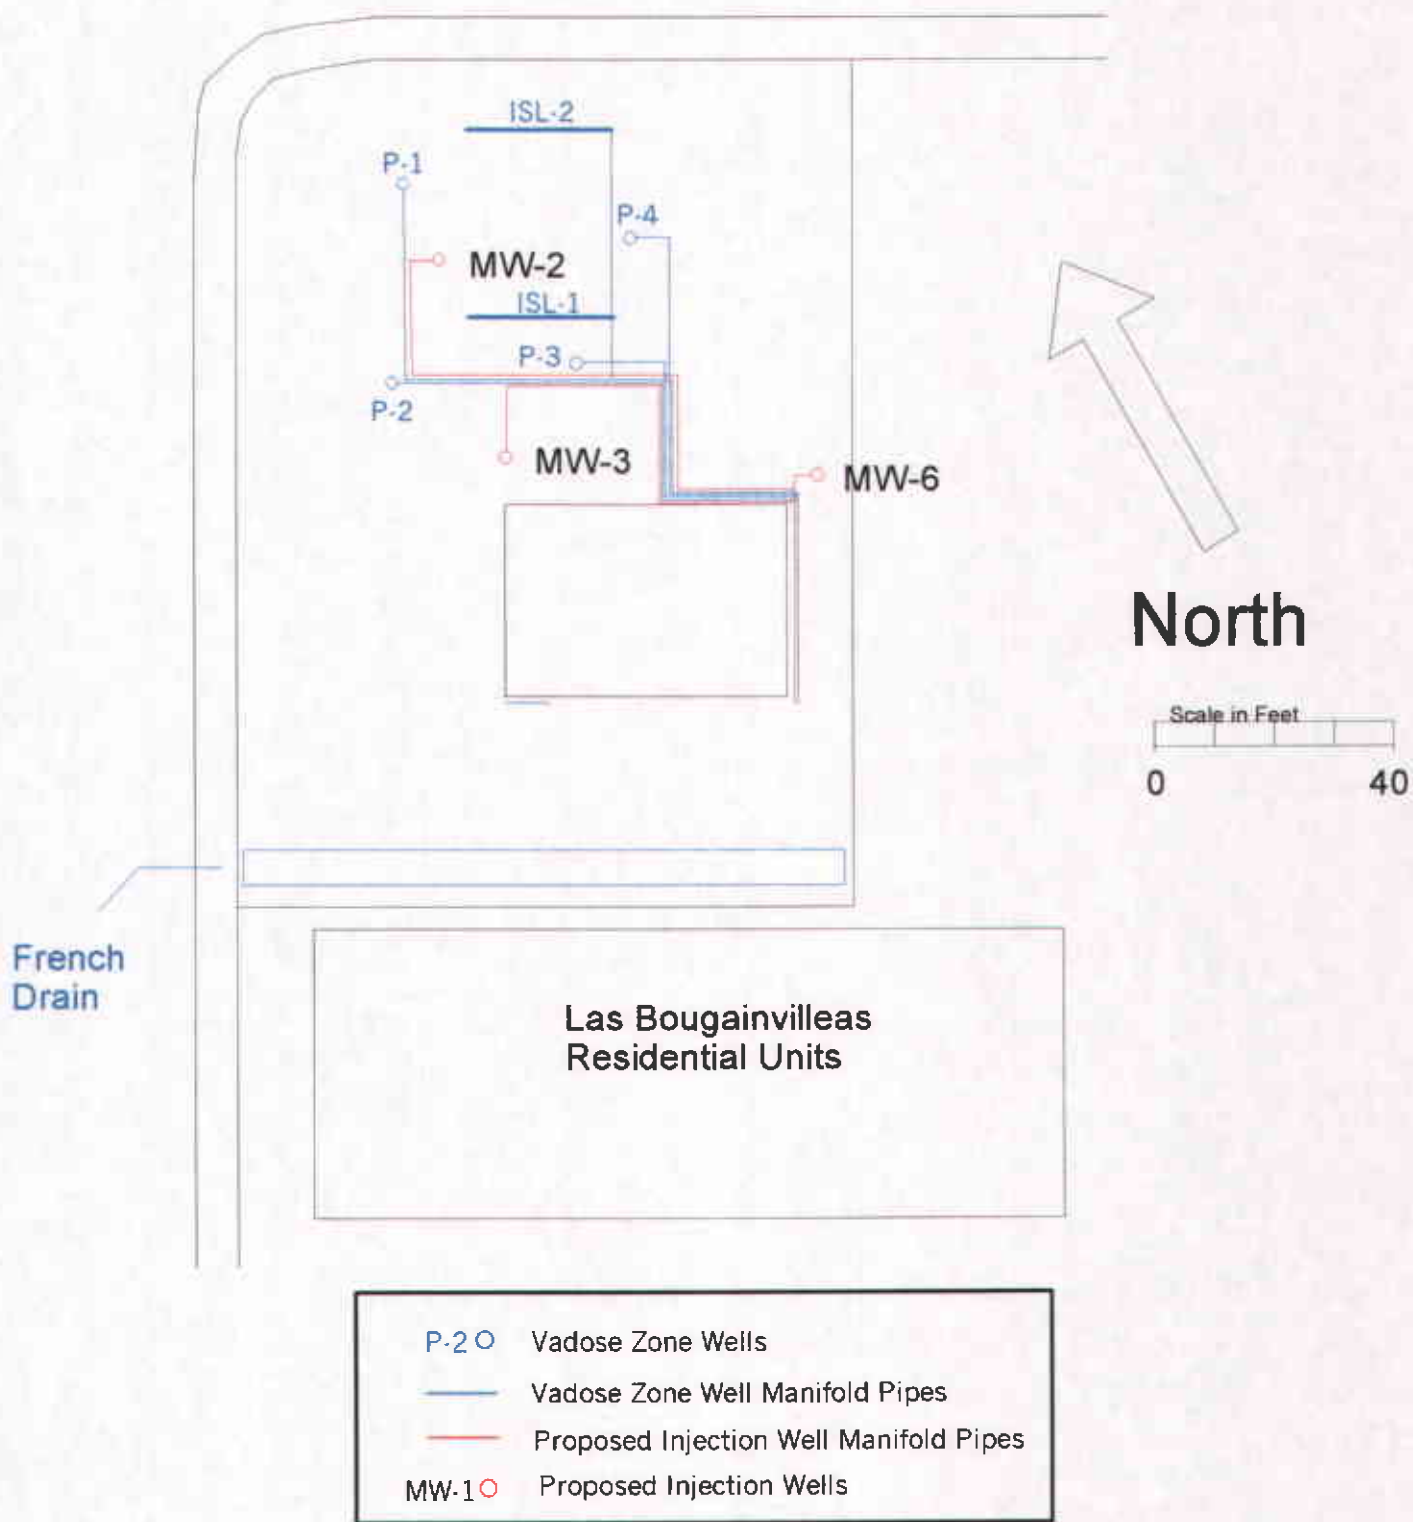 ISL-2
P-1
P-4
MW-2
ISL-1
P-3
P-2
MW-3
MW-6
North
Scale in Feet
0 40
French
Drain
Las Bougainvilleas
Residential Units
P-2 Vadose Zone Wells
Vadose Zone Well Manifold Pipes
Proposed Injection Well Manifold Pipes
MW-1 Proposed Injection Wells